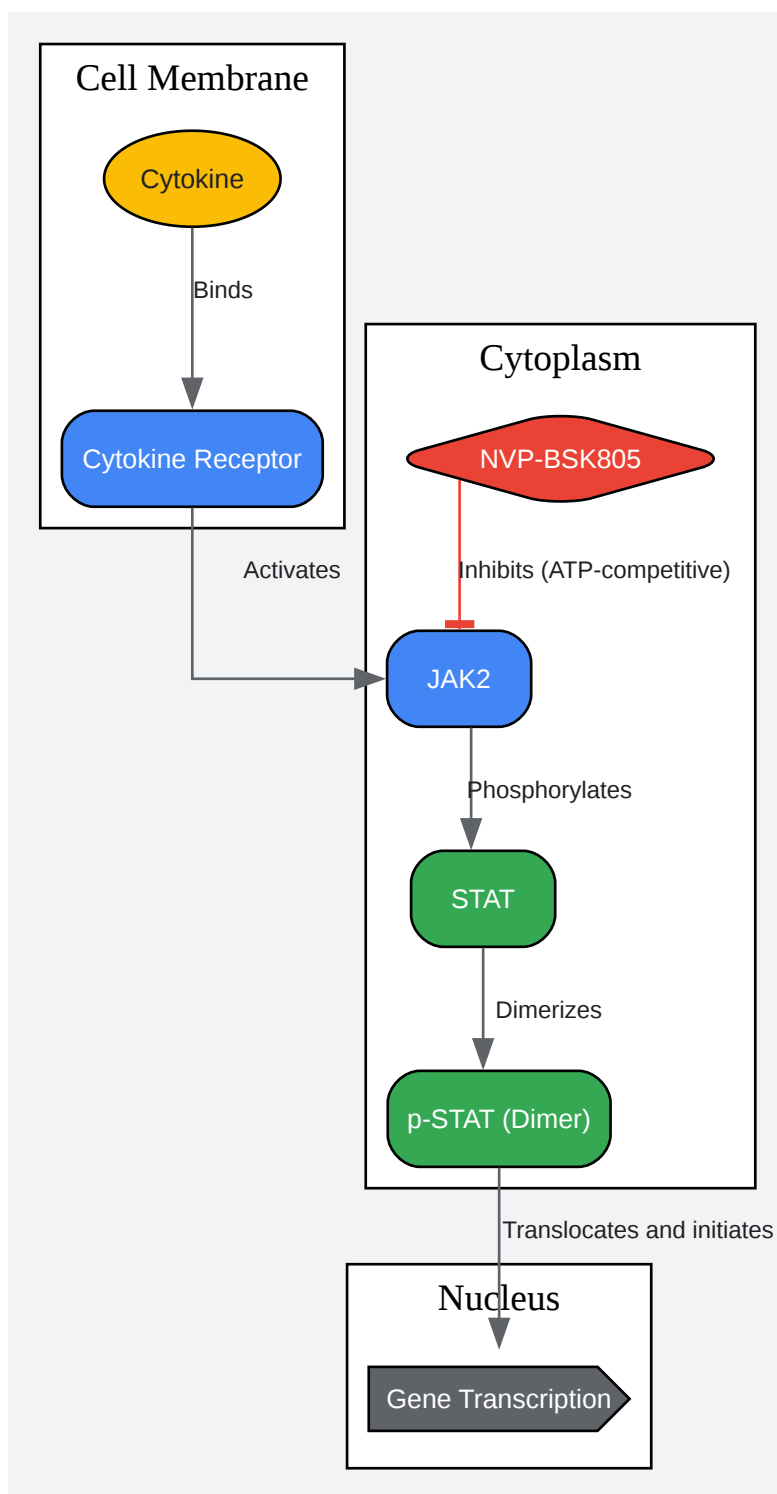 Cell Membrane
Cytokine
Binds
Cytokine Receptor
Activates
Cytoplasm
NVP-BSK805
Inhibits (ATP-competitive)
JAK2
Phosphorylates
STAT
Dimerizes
p-STAT (Dimer)
Translocates and initiates
Nucleus
Gene Transcription